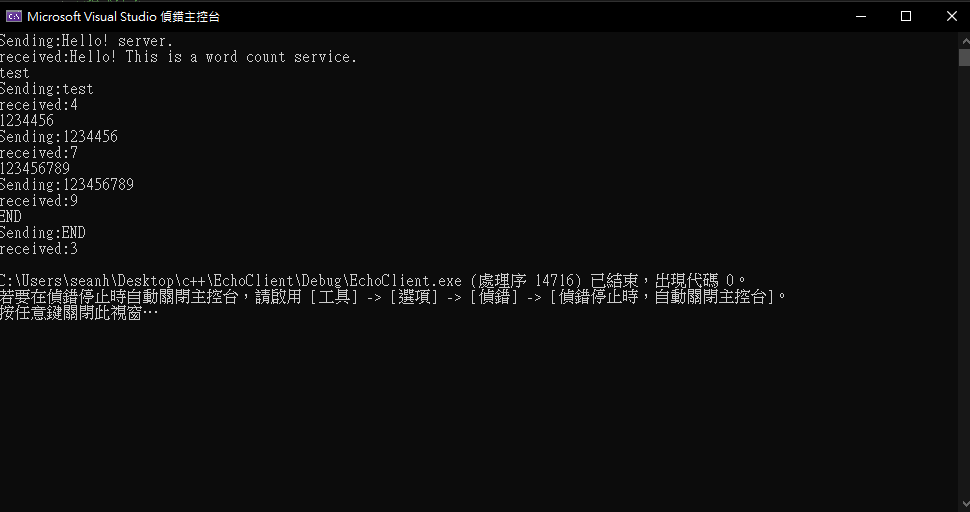 Microsoft Visual Studio 偵錯主控台
Sending:Hello! server.
received:Hello! This is a word count service.
test
Sending:test
received:4
1234456
Sending:1234456
received:7
123456789
Sending:123456789
received:9
END
Sending:END
received:3
C:\Users\seanh\Desktop\c++\EchoClient\Debug\EchoClient.exe (處理序 14716) 已結束，出現代碼 0。
若要在偵錯停止時自動關閉主控台，請啟用 [工具] -> [選項] -> [偵錯] -> [偵錯停止時，自動關閉主控台]。
按任意鍵關閉此視窗…